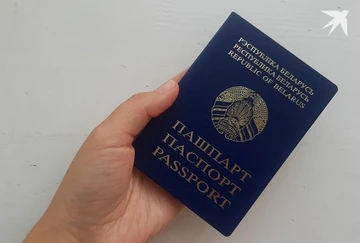 РЭСПУБЛІКА БЕЛАРУСЬ
РЕСПУБЛИКА БЕЛАРУСЬ
REPUBLIC OF BELARUS
ПАШПАРТ
ПАСПОРТ
PASSPORT